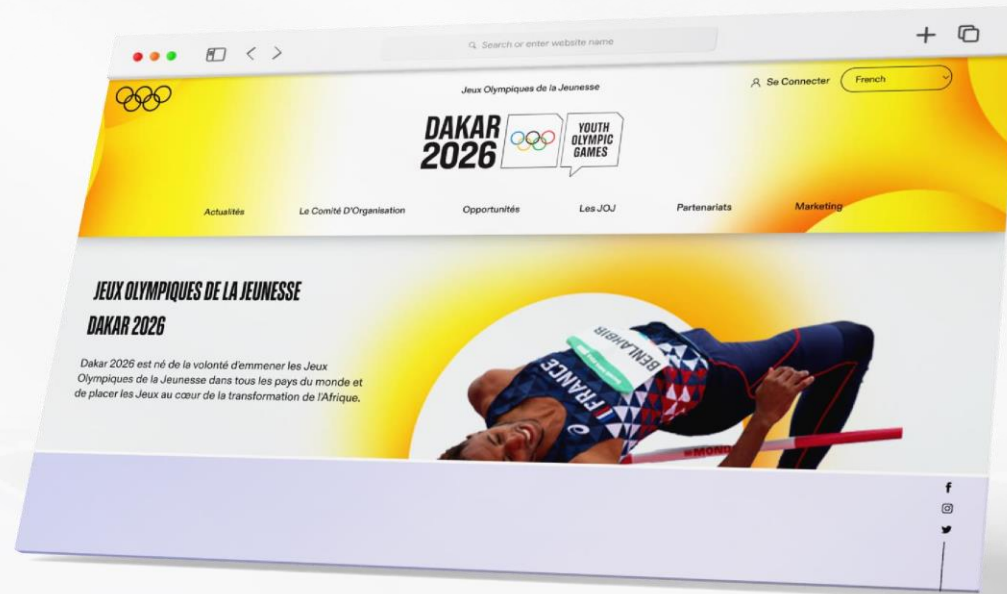 Search or enter website name
Jeux Olympiques de la Jeunesse
Se Connecter
French
DAKAR
2026
YOUTH
OLYMPIC
GAMES
Actualités
Le Comité D'Organisation
Opportunités
Les JOJ
Partenariats
Marketing
JEUX OLYMPIQUES DE LA JEUNESSE
DAKAR 2026
Dakar 2026 est né de la volonté d'emmener les Jeux
Olympiques de la Jeunesse dans tous les pays du monde et
de placer les Jeux au cœur de la transformation de l'Afrique.
BENLAHBIB
FRANCE
MOND